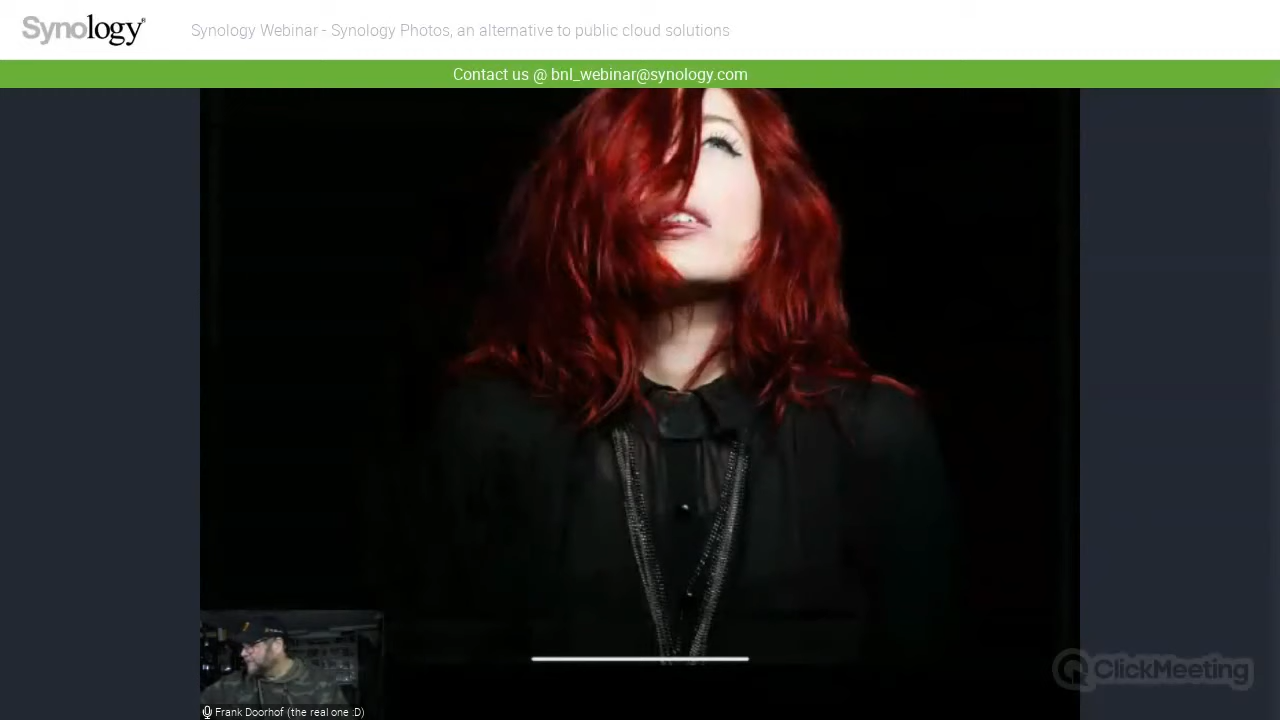 Synology®
Synology Webinar - Synology Photos, an alternative to public cloud solutions
Contact us @ bnl_webinar@synology.com
ClickMeeting
Frank Doorhof (the real one :D)